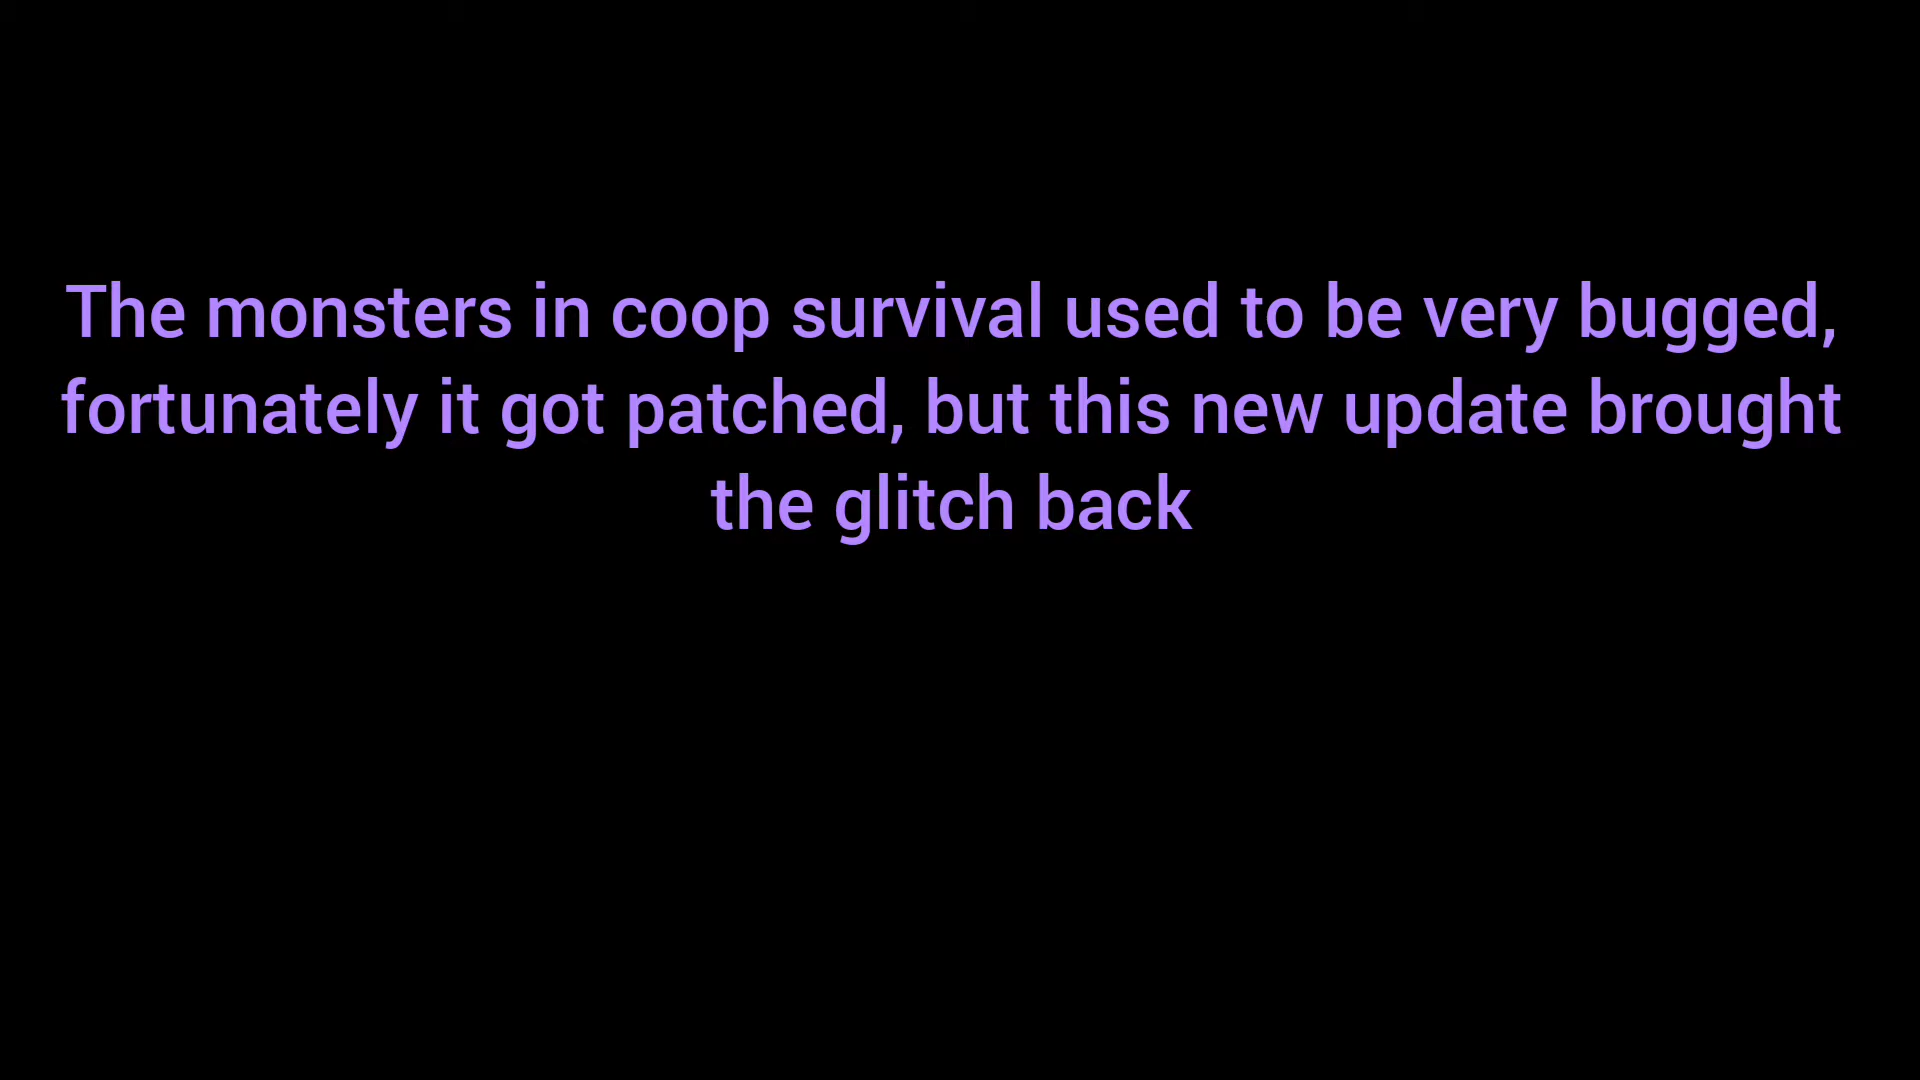 The monsters in coop survival used to be very bugged,
fortunately it got patched, but this new update brought
the glitch back